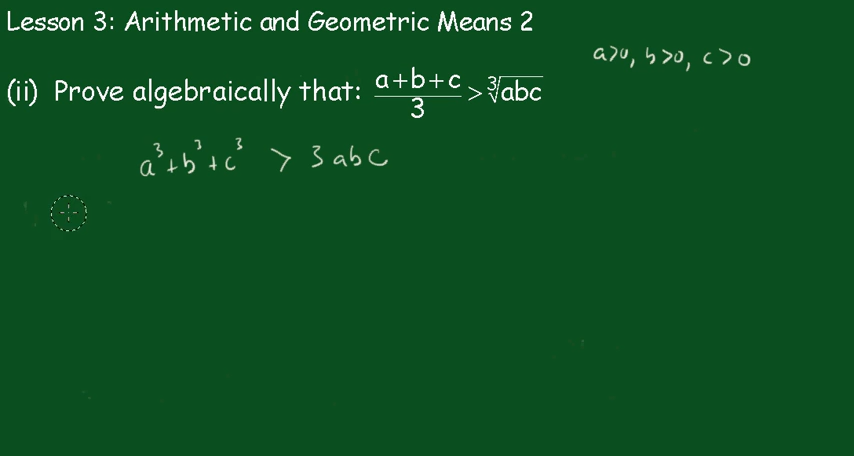 Lesson 3: Arithmetic and Geometric Means 2
a>0, b>0, c>0
(ii) Prove algebraically that: (a+b+c)/3 > ∛abc
a³+b³+c³ > 3abc